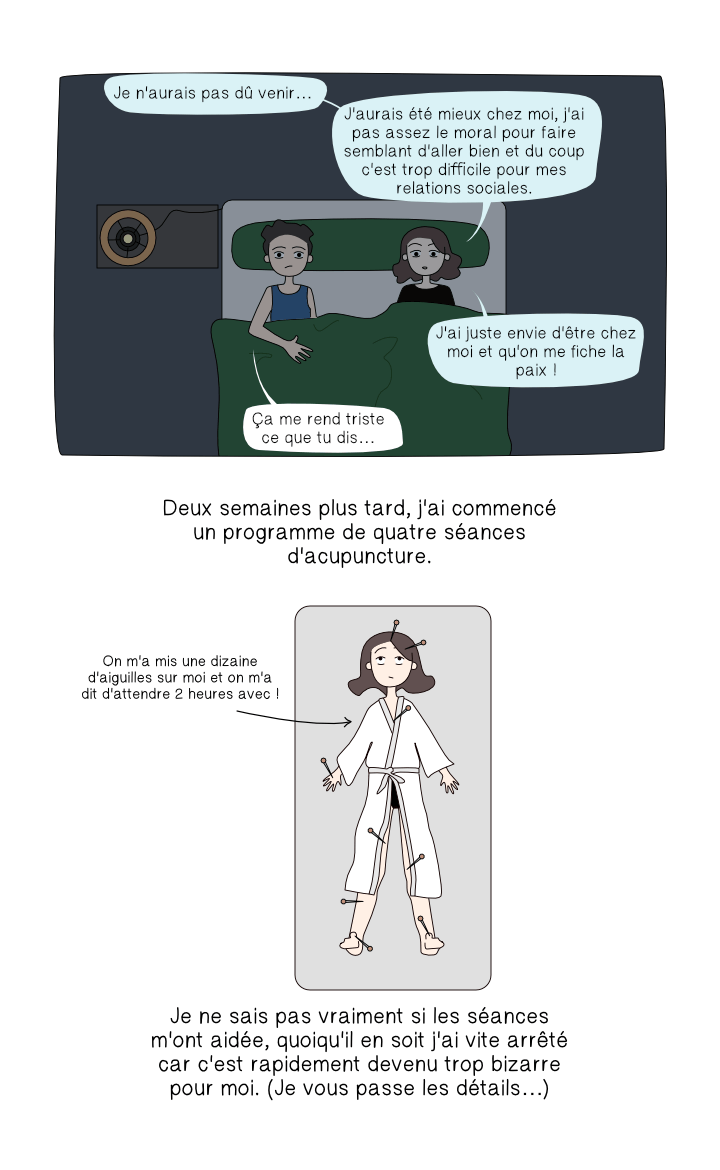 Je n'aurais pas dû venir...
J'aurais été mieux chez moi, j'ai
pas assez le moral pour faire
semblant d'aller bien et du coup
c'est trop difficile pour mes
relations sociales.
J'ai juste envie d'être chez
moi et qu'on me fiche la
paix !
Ça me rend triste
ce que tu dis...
Deux semaines plus tard, j'ai commencé
un programme de quatre séances
d'acupuncture.
On m'a mis une dizaine
d'aiguilles sur moi et on m'a
dit d'attendre 2 heures avec !
Je ne sais pas vraiment si les séances
m'ont aidée, quoiqu'il en soit j'ai vite arrêté
car c'est rapidement devenu trop bizarre
pour moi. (Je vous passe les détails...)